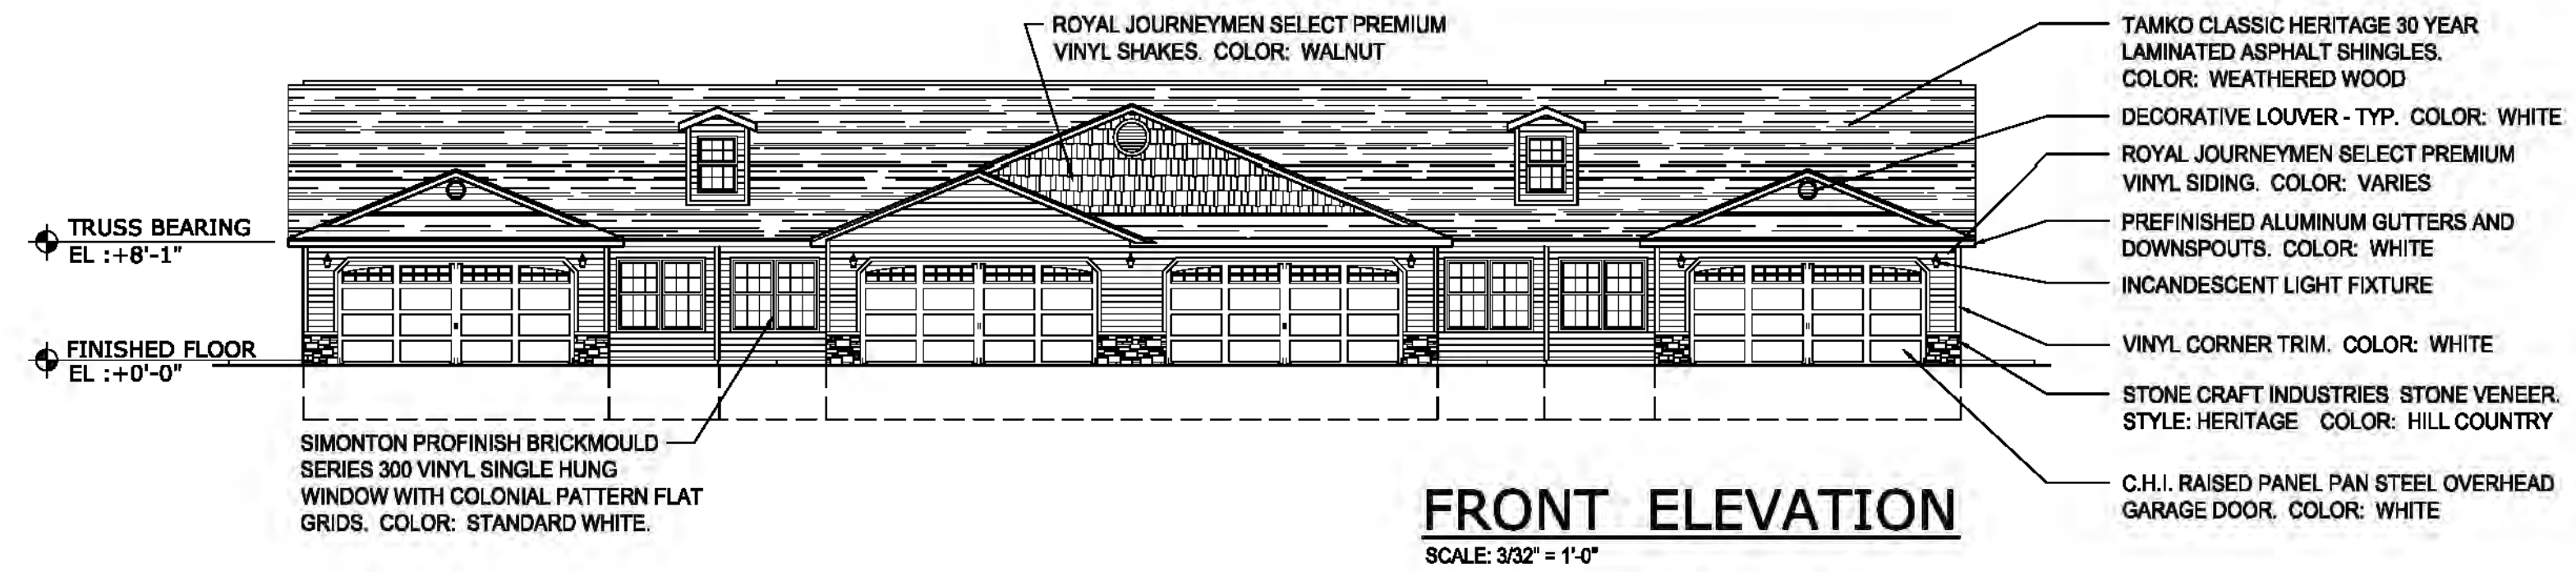 ROYAL JOURNEYMEN SELECT PREMIUM
VINYL SHAKES. COLOR: WALNUT
TAMKO CLASSIC HERITAGE 30 YEAR
LAMINATED ASPHALT SHINGLES.
COLOR: WEATHERED WOOD
DECORATIVE LOUVER - TYP. COLOR: WHITE
ROYAL JOURNEYMEN SELECT PREMIUM
VINYL SIDING. COLOR: VARIES
PREFINISHED ALUMINUM GUTTERS AND
DOWNSPOUTS. COLOR: WHITE
INCANDESCENT LIGHT FIXTURE
VINYL CORNER TRIM. COLOR: WHITE
STONE CRAFT INDUSTRIES STONE VENEER.
STYLE: HERITAGE COLOR: HILL COUNTRY
C.H.I. RAISED PANEL PAN STEEL OVERHEAD
GARAGE DOOR. COLOR: WHITE
TRUSS BEARING
EL :+8'-1"
FINISHED FLOOR
EL :+0'-0"
SIMONTON PROFINISH BRICKMOULD
SERIES 300 VINYL SINGLE HUNG
WINDOW WITH COLONIAL PATTERN FLAT
GRIDS. COLOR: STANDARD WHITE.
FRONT ELEVATION
SCALE: 3/32" = 1'-0"